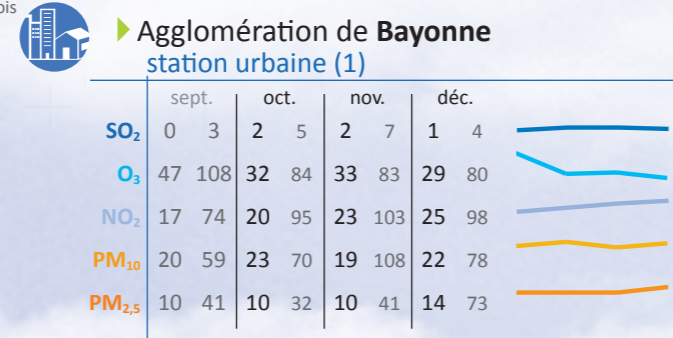 ois
Agglomération de Bayonne
station urbaine (1)
sept. oct. nov. déc.
SO₂ 0 3 2 5 2 7 1 4
O₃ 47 108 32 84 33 83 29 80
NO₂ 17 74 20 95 23 103 25 98
PM₁₀ 20 59 23 70 19 108 22 78
PM₂,₅ 10 41 10 32 10 41 14 73